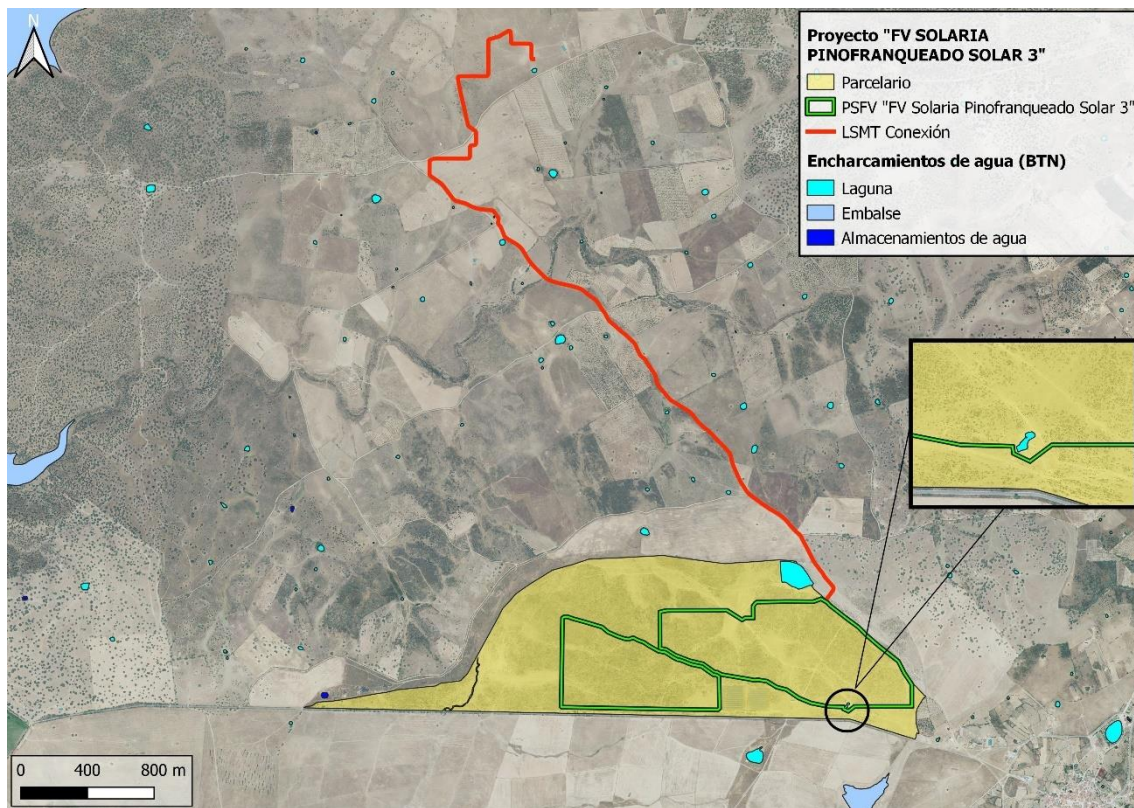 N
Proyecto "FV SOLARIA
PINOFRANQUEADO SOLAR 3"
Parcelario
PSFV "FV Solaria Pinofranqueado Solar 3"
LSMT Conexión
Encharcamientos de agua (BTN)
Laguna
Embalse
Almacenamientos de agua
0 400 800 m